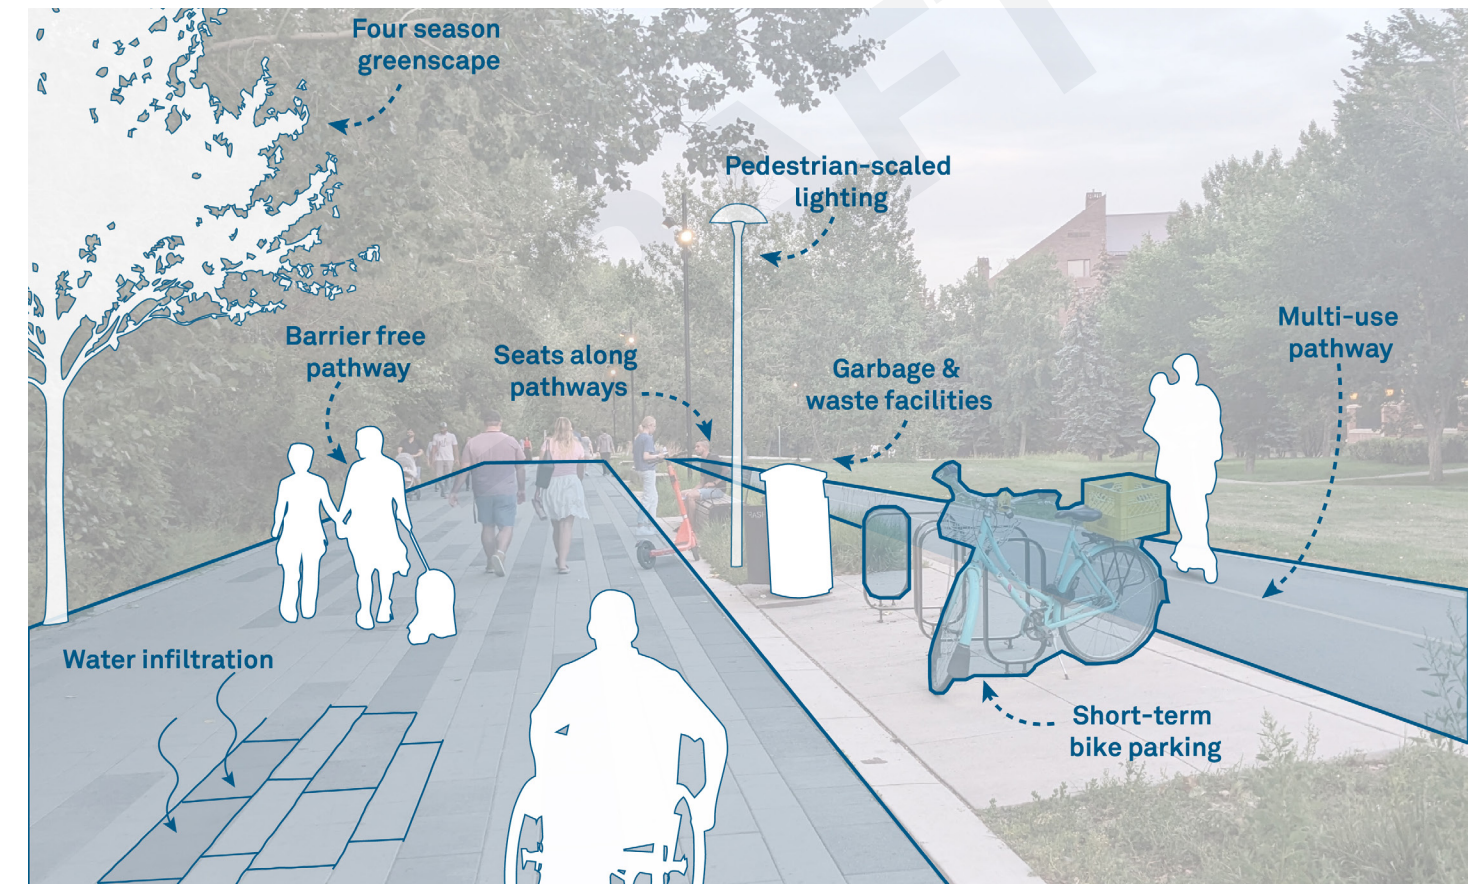 Four season
greenscape
Pedestrian-scaled
lighting
Multi-use
pathway
Barrier free
pathway
Seats along
pathways
Garbage &
waste facilities
Water infiltration
Short-term
bike parking